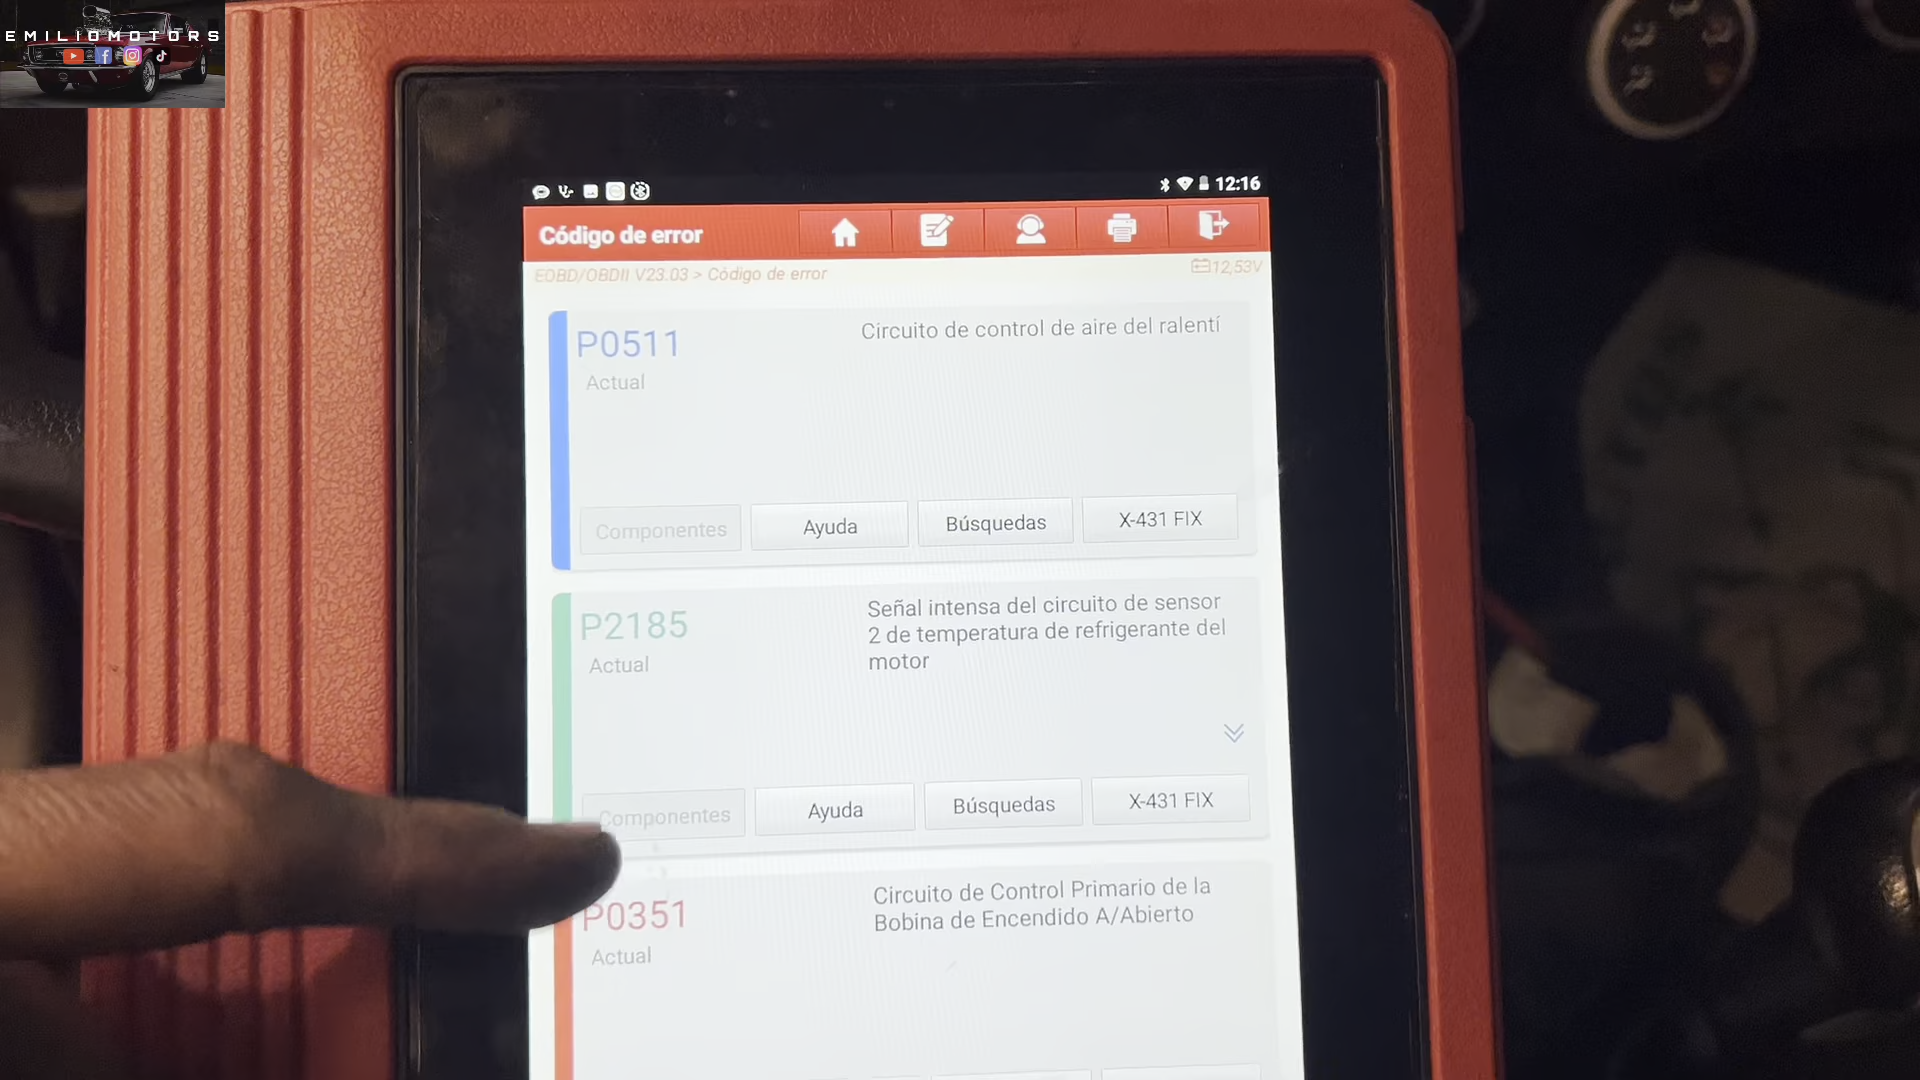 EMILIOMOTORS
12:16
Código de error
EOBD/OBDII V23.03 > Código de error
12,53V
P0511
Circuito de control de aire del ralentí
Actual
Componentes
Ayuda
Búsquedas
X-431 FIX
P2185
Señal intensa del circuito de sensor
2 de temperatura de refrigerante del
motor
Actual
Componentes
Ayuda
Búsquedas
X-431 FIX
P0351
Circuito de Control Primario de la
Bobina de Encendido A/Abierto
Actual